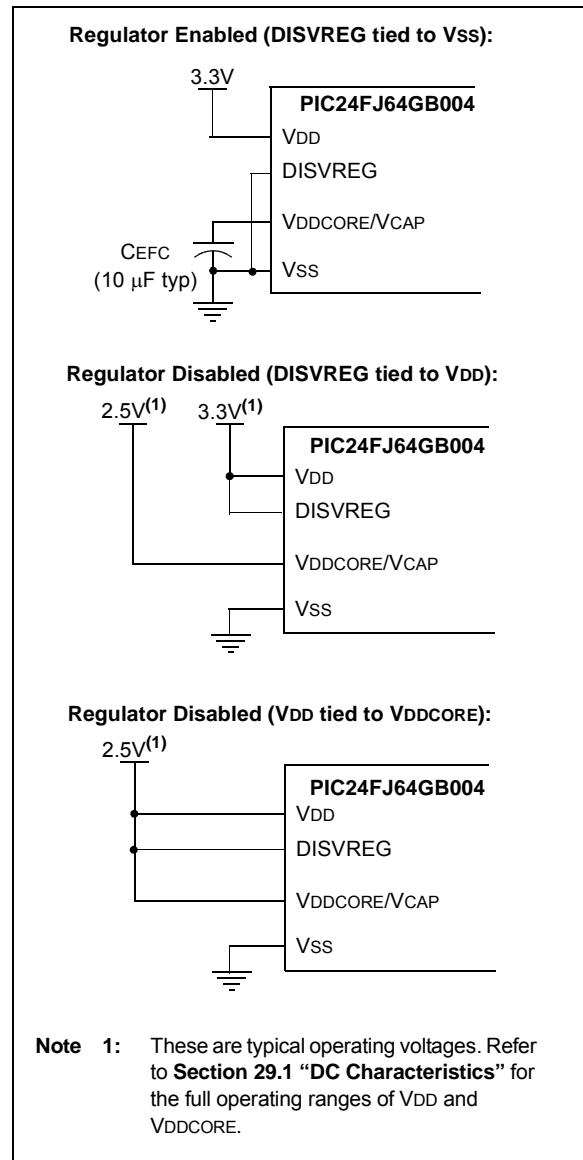 Regulator Enabled (DISVREG tied to VSS):
3.3V
PIC24FJ64GB004
VDD
DISVREG
VDDCORE/VCAP
CEFC
(10 μF typ)
VSS
Regulator Disabled (DISVREG tied to VDD):
2.5V(1) 3.3V(1)
PIC24FJ64GB004
VDD
DISVREG
VDDCORE/VCAP
VSS
Regulator Disabled (VDD tied to VDDCORE):
2.5V(1)
PIC24FJ64GB004
VDD
DISVREG
VDDCORE/VCAP
VSS
Note 1: These are typical operating voltages. Refer
to Section 29.1 “DC Characteristics” for
the full operating ranges of VDD and
VDDCORE.